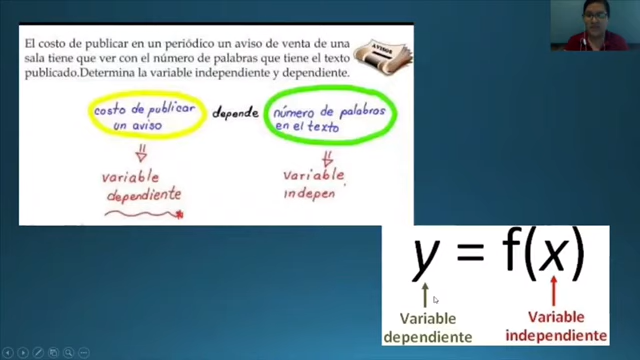 El costo de publicar en un periódico un aviso de venta de una
sala tiene que ver con el número de palabras que tiene el texto
publicado.Determina la variable independiente y dependiente.
AVISOS
costo de publicar
un aviso
depende
número de palabras
en el texto
variable
dependiente
variable
indepen
y = f(x)
Variable
dependiente
Variable
independiente